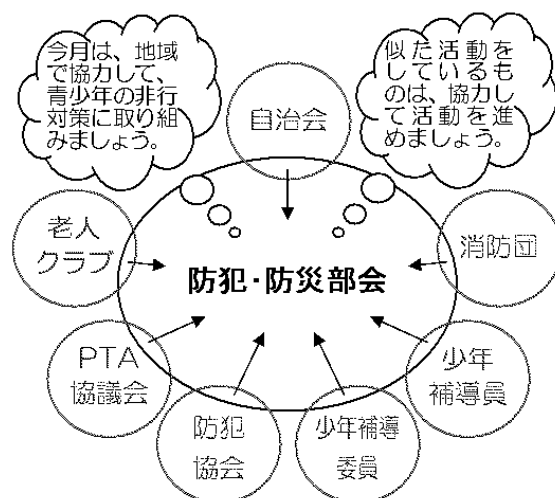 今月は、地域
で協力して、
青少年の非行
対策に取り組
みましょう。
似た活動を
しているも
のは、協力し
て活動を進
めましょう。
自治会
老人
クラブ
消防団
防犯・防災部会
PTA
協議会
少年
補導員
防犯
協会
少年補導
委員